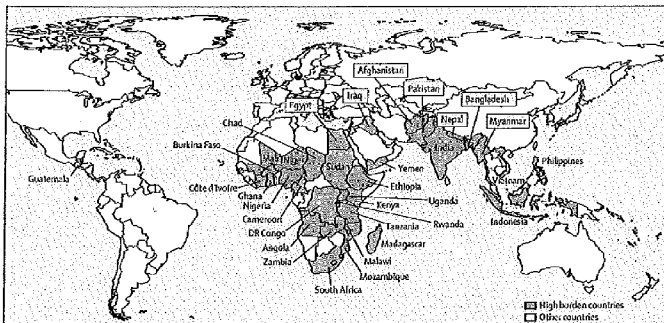 Afghanistan
Pakistan
Bangladesh
Iraq
Egypt
Nepal
Myanmar
Chad
Burkina Faso
Mali
Niger
Sudan
India
Yemen
Philippines
Guatemala
Côte d'Ivoire
Ethiopia
Vietnam
Ghana
Nigeria
Uganda
Kenya
Cameroon
Rwanda
Indonesia
DR Congo
Tanzania
Angola
Madagascar
Zambia
Malawi
Mozambique
South Africa
High burden countries
Other countries